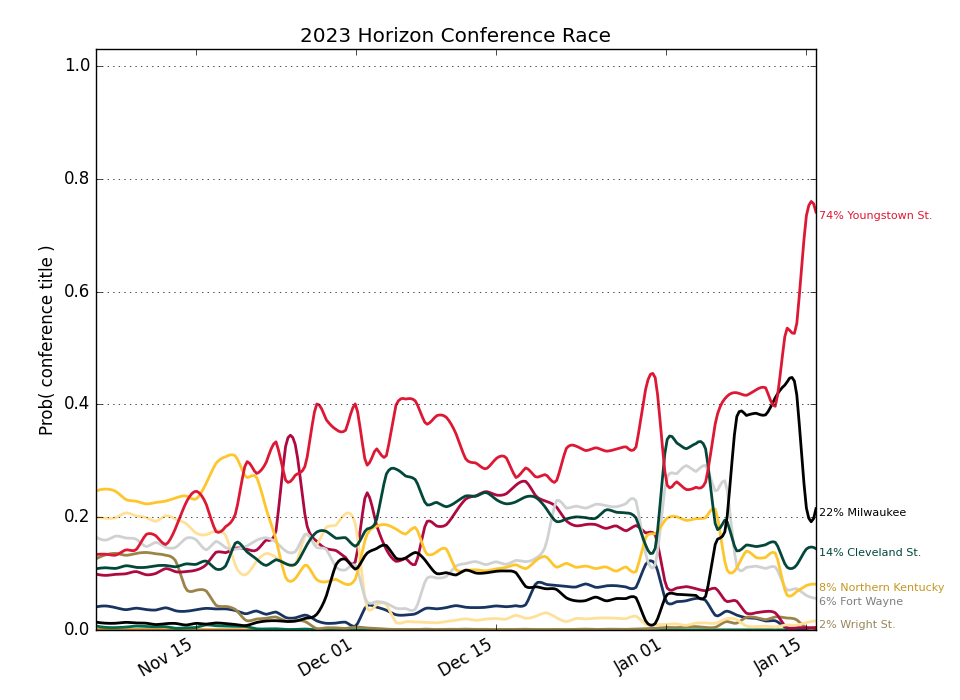 2023 Horizon Conference Race
Prob( conference title )
1.0
0.8
0.6
0.4
0.2
0.0
Nov 15
Dec 01
Dec 15
Jan 01
Jan 15
74% Youngstown St.
22% Milwaukee
14% Cleveland St.
8% Northern Kentucky
6% Fort Wayne
2% Wright St.